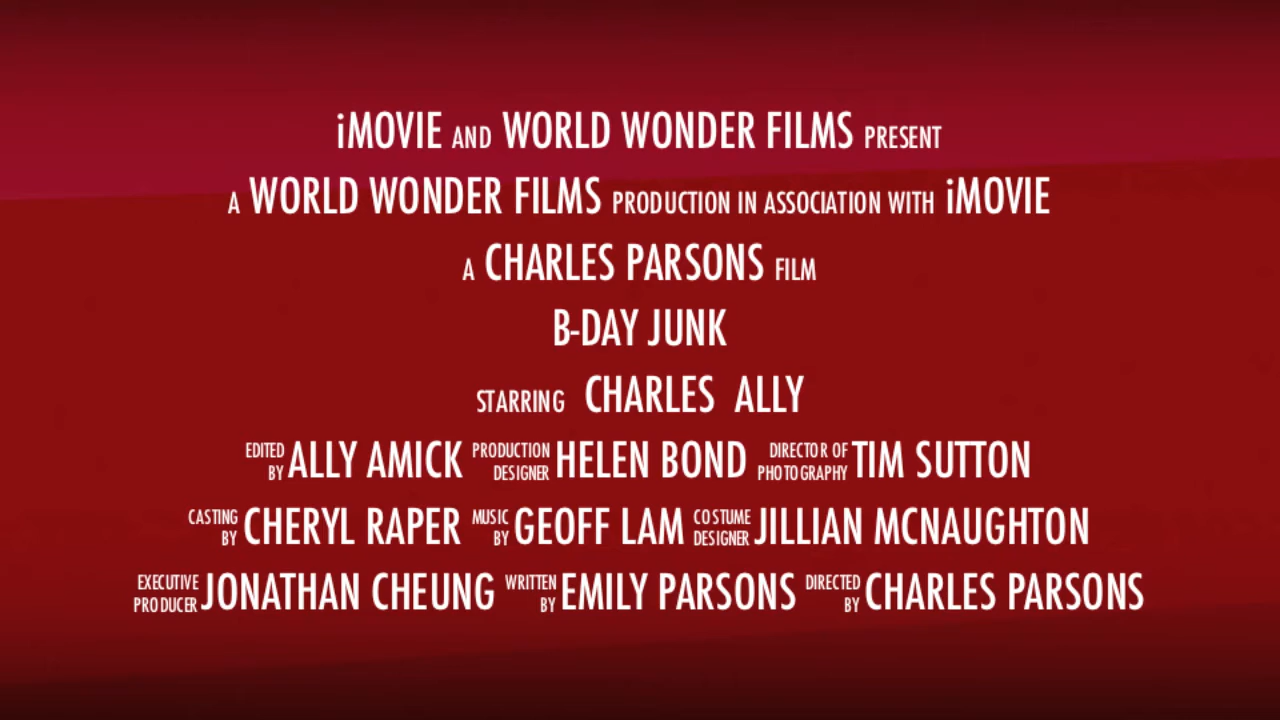 iMOVIE AND WORLD WONDER FILMS PRESENT
A WORLD WONDER FILMS PRODUCTION IN ASSOCIATION WITH iMOVIE
A CHARLES PARSONS FILM
B-DAY JUNK
STARRING CHARLES ALLY
EDITED BY ALLY AMICK PRODUCTION DESIGNER HELEN BOND DIRECTOR OF PHOTOGRAPHY TIM SUTTON
CASTING BY CHERYL RAPER MUSIC BY GEOFF LAM COSTUME DESIGNER JILLIAN MCNAUGHTON
EXECUTIVE PRODUCER JONATHAN CHEUNG WRITTEN BY EMILY PARSONS DIRECTED BY CHARLES PARSONS